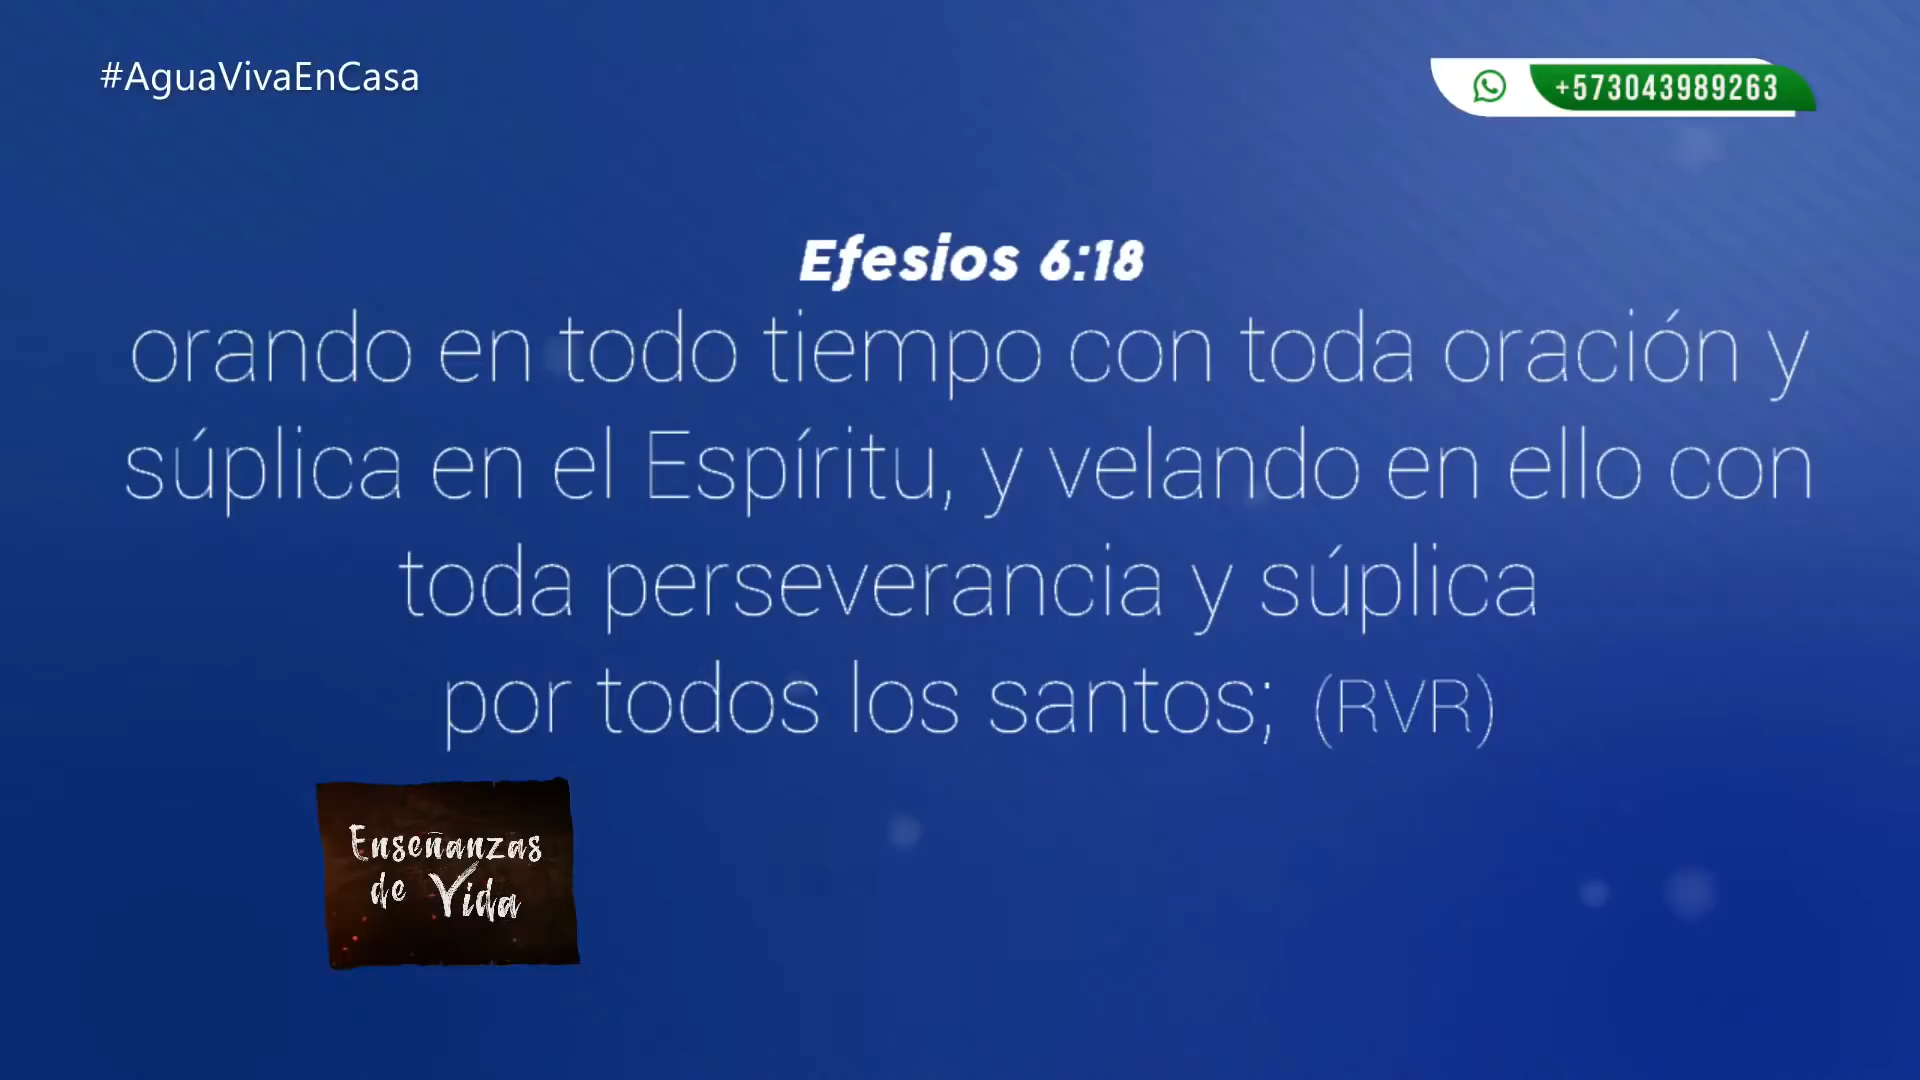 #AguaVivaEnCasa
+573043989263
Efesios 6:18
orando en todo tiempo con toda oración y
súplica en el Espíritu, y velando en ello con
toda perseverancia y súplica
por todos los santos; (RVR)
Enseñanzas
de Vida